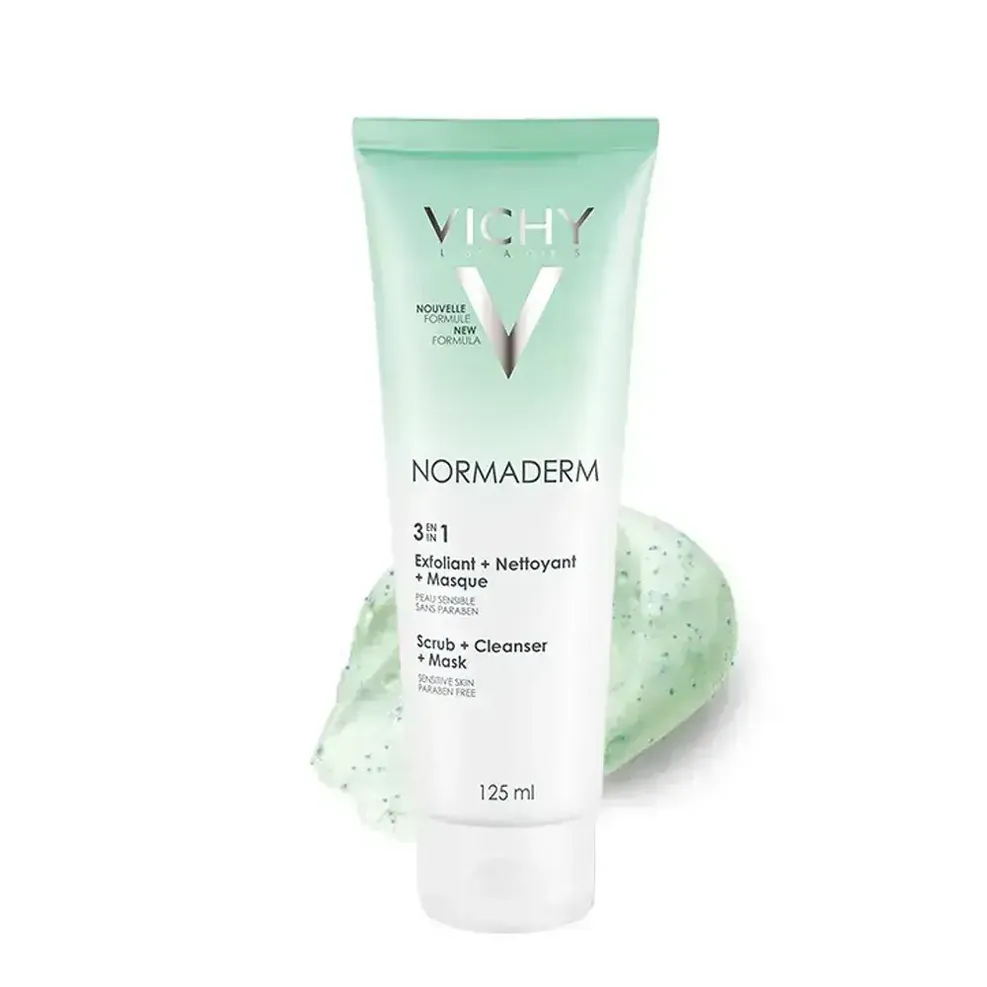 VICHY
L A B O R A T O I R E S
NOUVELLE
FORMULE
NEW
FORMULA
NORMADERM
3 EN IN 1
Exfoliant + Nettoyant
+ Masque
PEAU SENSIBLE
SANS PARABEN
Scrub + Cleanser
+ Mask
SENSITIVE SKIN
PARABEN FREE
125 ml